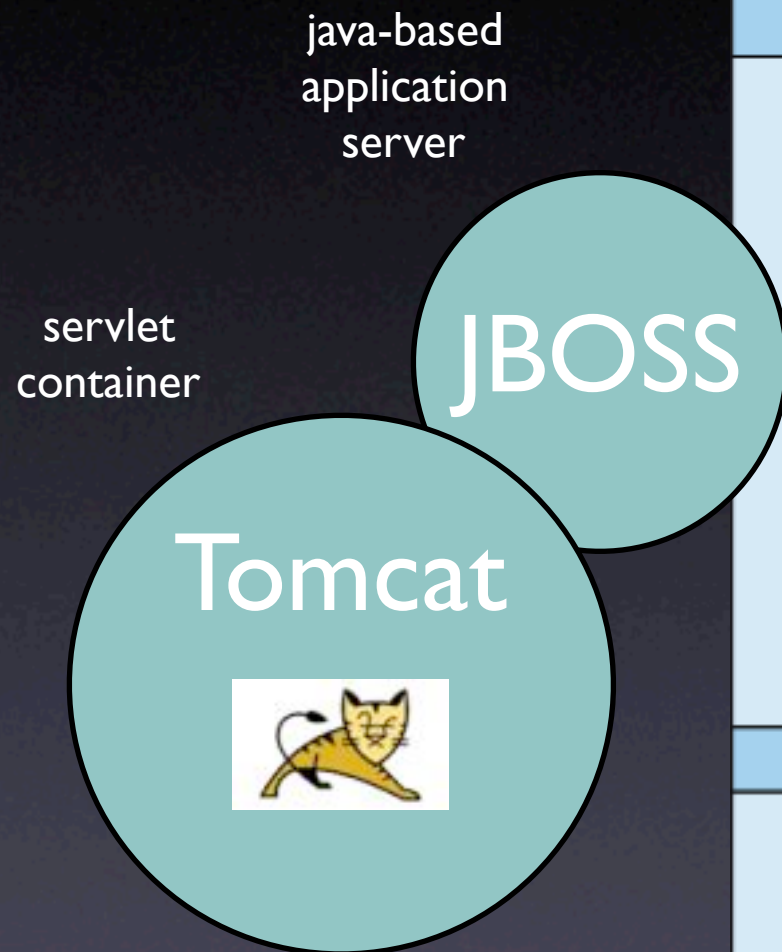 java-based
application
server
servlet
container
JBOSS
Tomcat